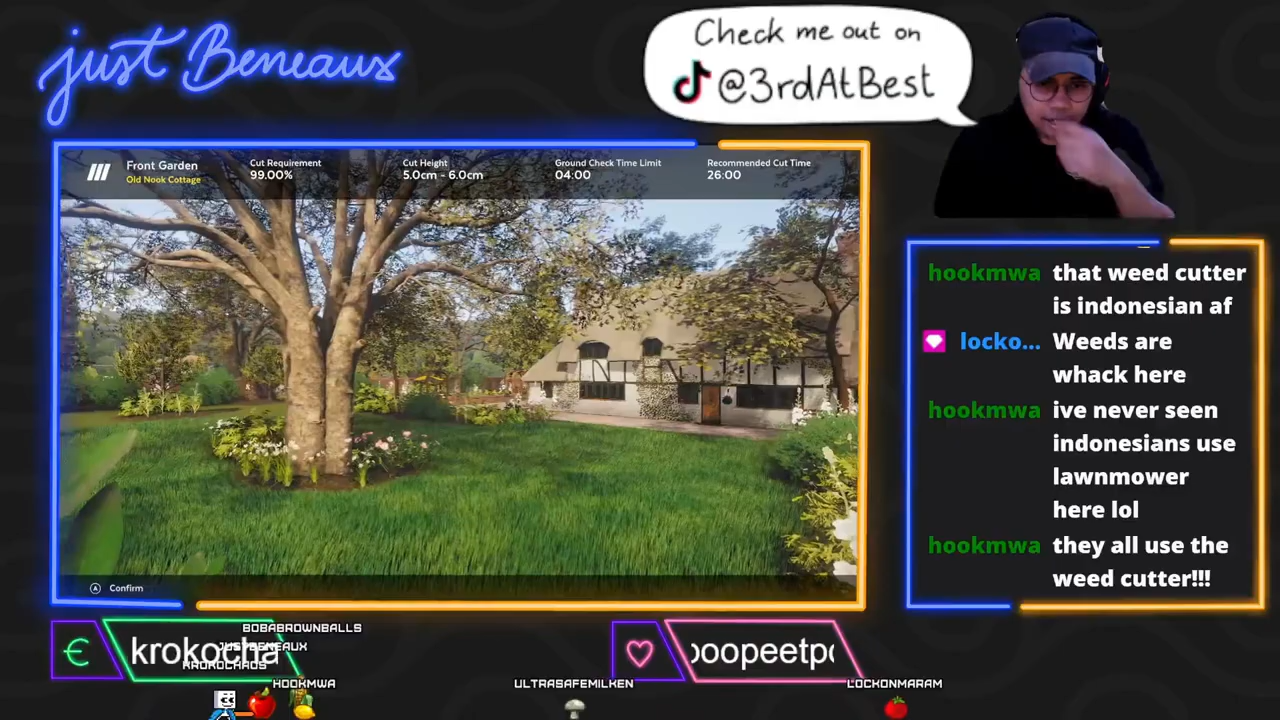 just Beneaux
Check me out on
@3rdAtBest
Front Garden
Old Nook Cottage
Cut Requirement
99.00%
Cut Height
5.0cm - 6.0cm
Ground Check Time Limit
04:00
Recommended Cut Time
26:00
A Confirm
hookmwa that weed cutter
is indonesian af
locko... Weeds are
whack here
hookmwa ive never seen
indonesians use
lawnmower
here lol
hookmwa they all use the
weed cutter!!!
€ krokocha
BOBABROWNBALLS
JUSTBENEAUX
KROKOCHAOS
HOOKMWA
poopeetpo
ULTRASAFEMILKEN
LOCKONMARAM